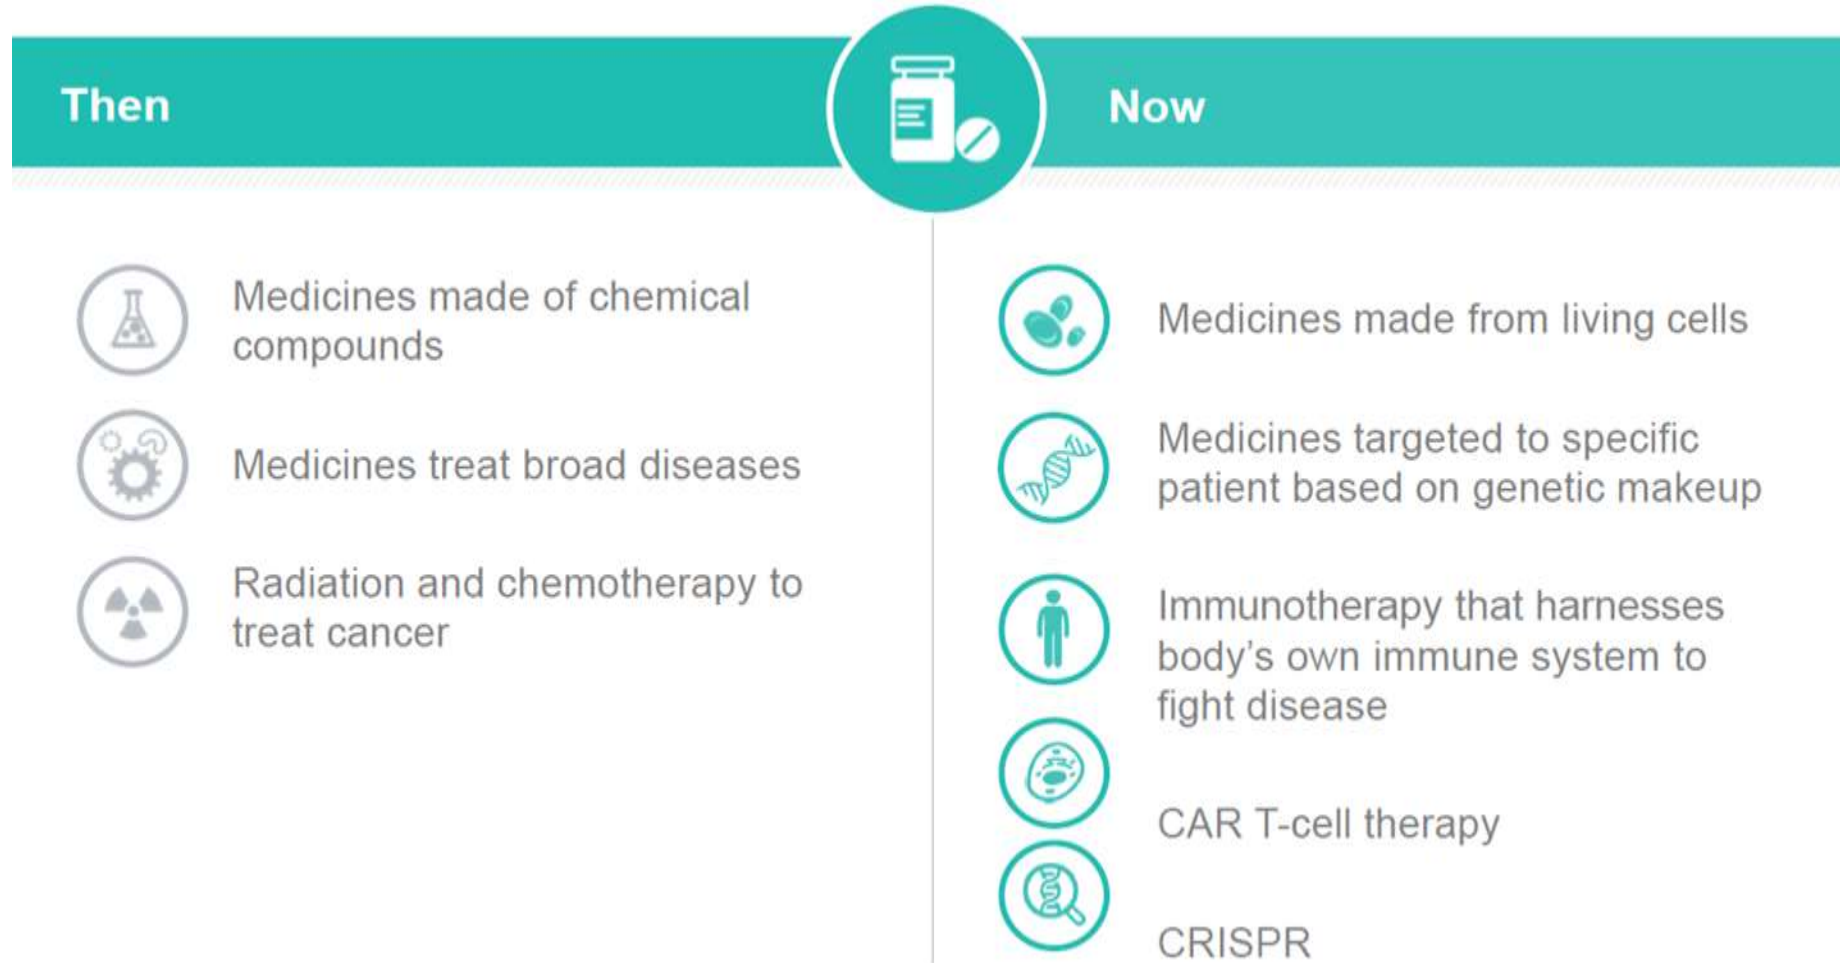 Then
Medicines made of chemical
compounds
Medicines treat broad diseases
Radiation and chemotherapy to
treat cancer
Now
Medicines made from living cells
Medicines targeted to specific
patient based on genetic makeup
Immunotherapy that harnesses
body's own immune system to
fight disease
CAR T-cell therapy
CRISPR